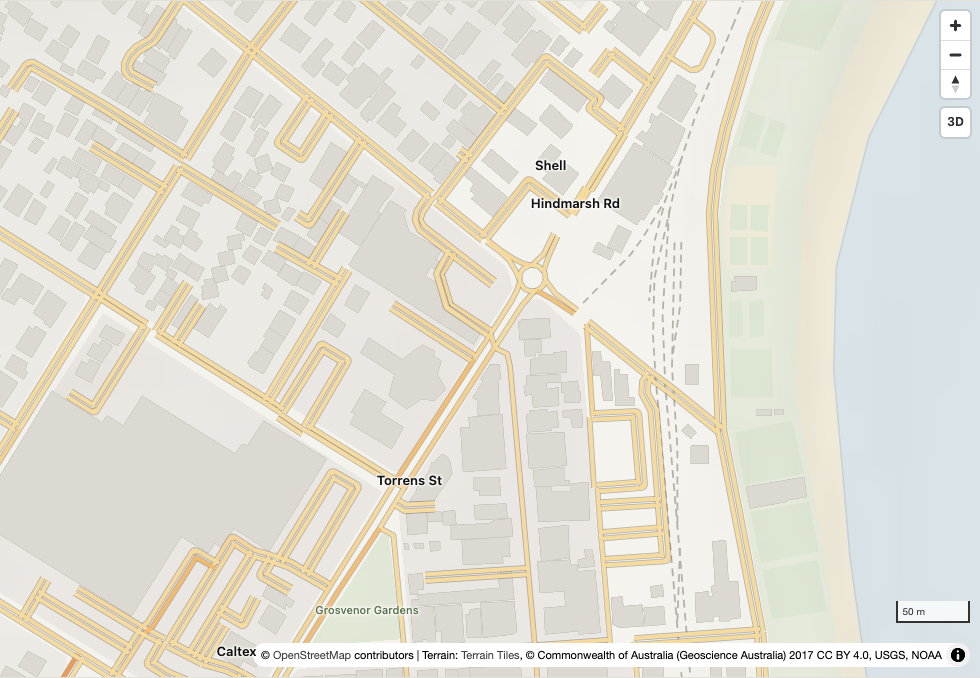 +
−
3D
Shell
Hindmarsh Rd
Torrens St
Grosvenor Gardens
50 m
Caltex
© OpenStreetMap contributors | Terrain: Terrain Tiles, © Commonwealth of Australia (Geoscience Australia) 2017 CC BY 4.0, USGS, NOAA